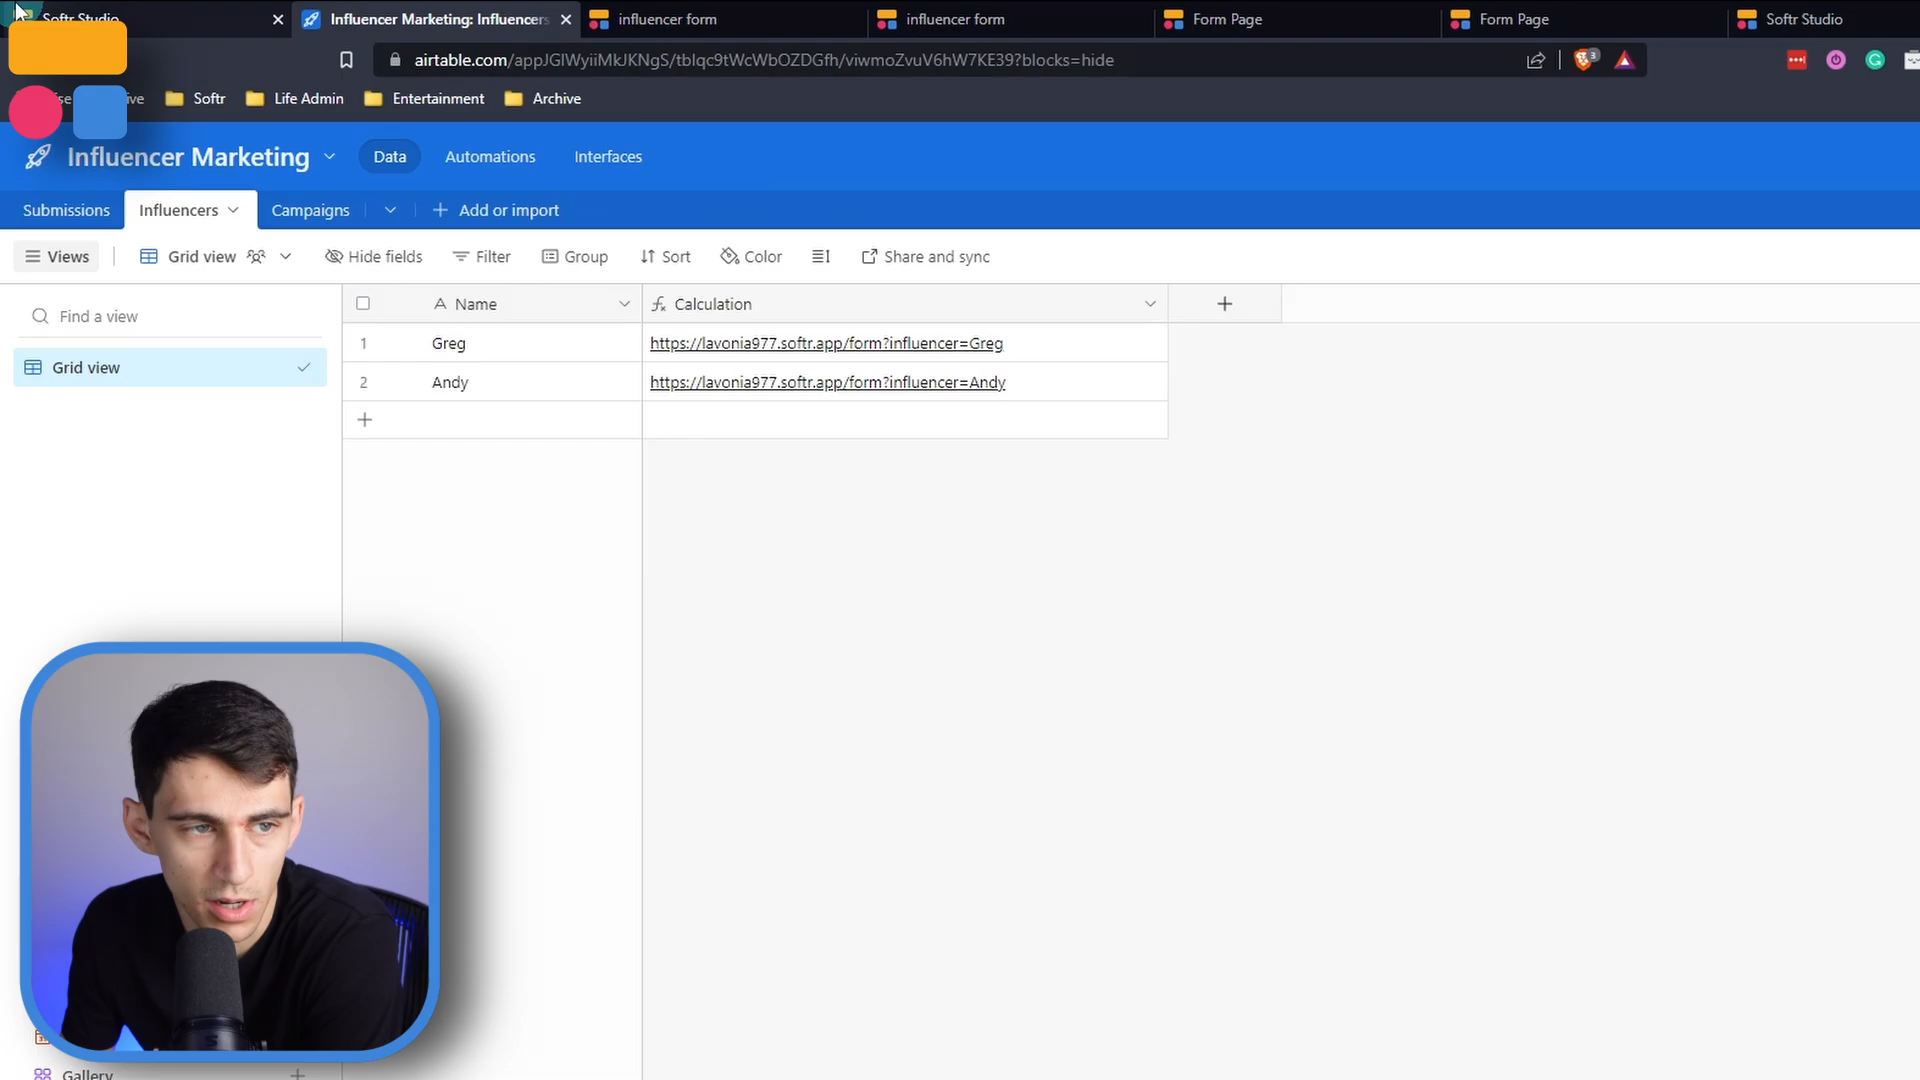 Softr Studio
Influencer Marketing: Influencers
influencer form
influencer form
Form Page
Form Page
Softr Studio
airtable.com/appJGlWyiiMkJKNgS/tblqc9tWcWbOZDGfh/viwmoZvuV6hW7KE39?blocks=hide
3
Softr
Life Admin
Entertainment
Archive
Influencer Marketing
Data
Automations
Interfaces
Submissions
Influencers
Campaigns
Add or import
Views
Grid view
Hide fields
Filter
Group
Sort
Color
Share and sync
Find a view
Name
Calculation
Grid view
1
Greg
https://lavonia977.softr.app/form?influencer=Greg
2
Andy
https://lavonia977.softr.app/form?influencer=Andy
Gallery